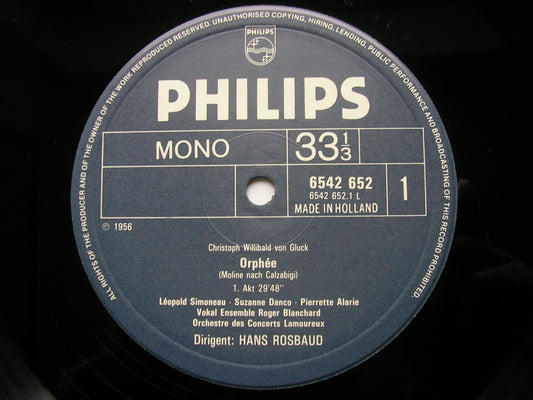 ALL RIGHTS OF THE PRODUCER AND OF THE OWNER OF THE WORK REPRODUCED RESERVED. UNAUTHORISED COPYING, HIRING, LENDING, PUBLIC PERFORMANCE AND BROADCASTING OF THIS RECORD PROHIBITED.
PHILIPS
PHILIPS
MONO
33 1/3
6542 652
6542 652.1 L
MADE IN HOLLAND
1
℗ 1956
Christoph Willibald von Gluck
Orphée
(Moline nach Calzabigi)
1. Akt 29'48"
Léopold Simoneau · Suzanne Danco · Pierrette Alarie
Vokal Ensemble Roger Blanchard
Orchestre des Concerts Lamoureux
Dirigent: HANS ROSBAUD